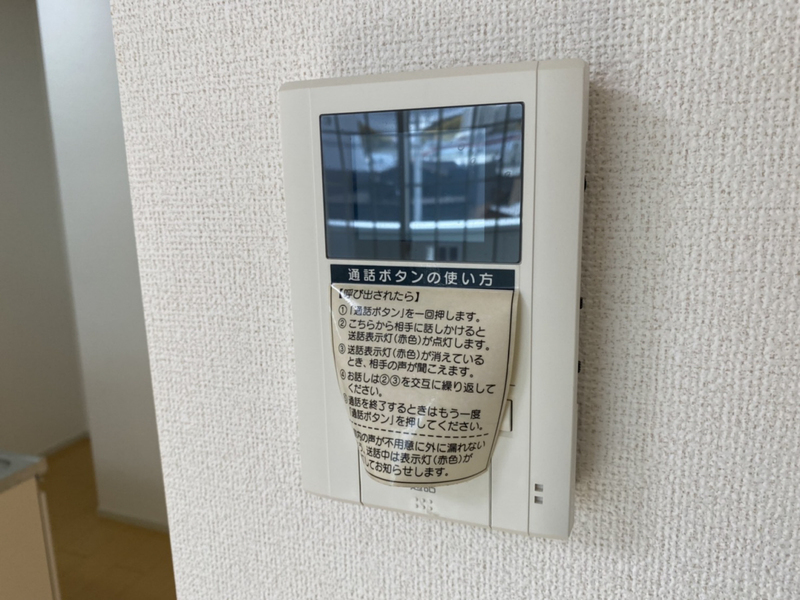 通話ボタンの使い方
【呼び出されたら】
①「通話ボタン」を一回押します。
②こちらから相手に話しかけると
送話表示灯(赤色)が点灯します。
③送話表示灯(赤色)が消えている
とき、相手の声が聞こえます。
④お話しは②③を交互に繰り返して
ください。
通話を終了するときはもう一度
「通話ボタン」を押してください。
内の声が不用意に外に漏れない
送話中は表示灯(赤色)が
してお知らせします。